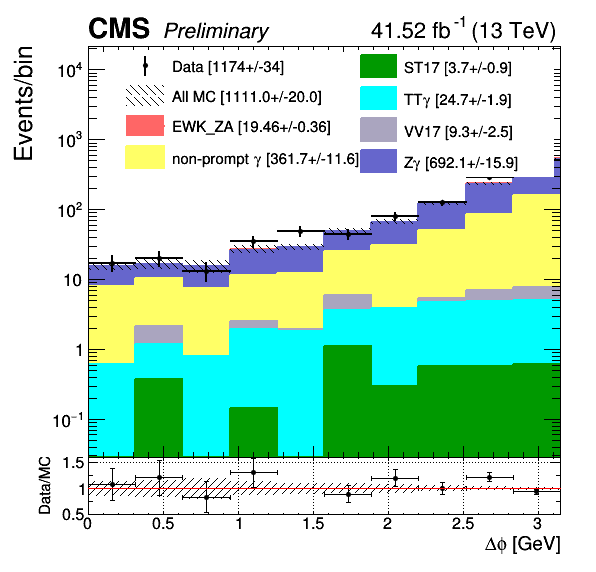 CMS Preliminary 41.52 fb⁻¹ (13 TeV)
Events/bin
10⁴
10³
10²
10
1
10⁻¹
Data [1174+/-34]
All MC [1111.0+/-20.0]
EWK_ZA [19.46+/-0.36]
non-prompt γ [361.7+/-11.6]
ST17 [3.7+/-0.9]
TTγ [24.7+/-1.9]
VV17 [9.3+/-2.5]
Zγ [692.1+/-15.9]
Data/MC
1.5
1
0.5
0 0.5 1 1.5 2 2.5 3
Δϕ [GeV]